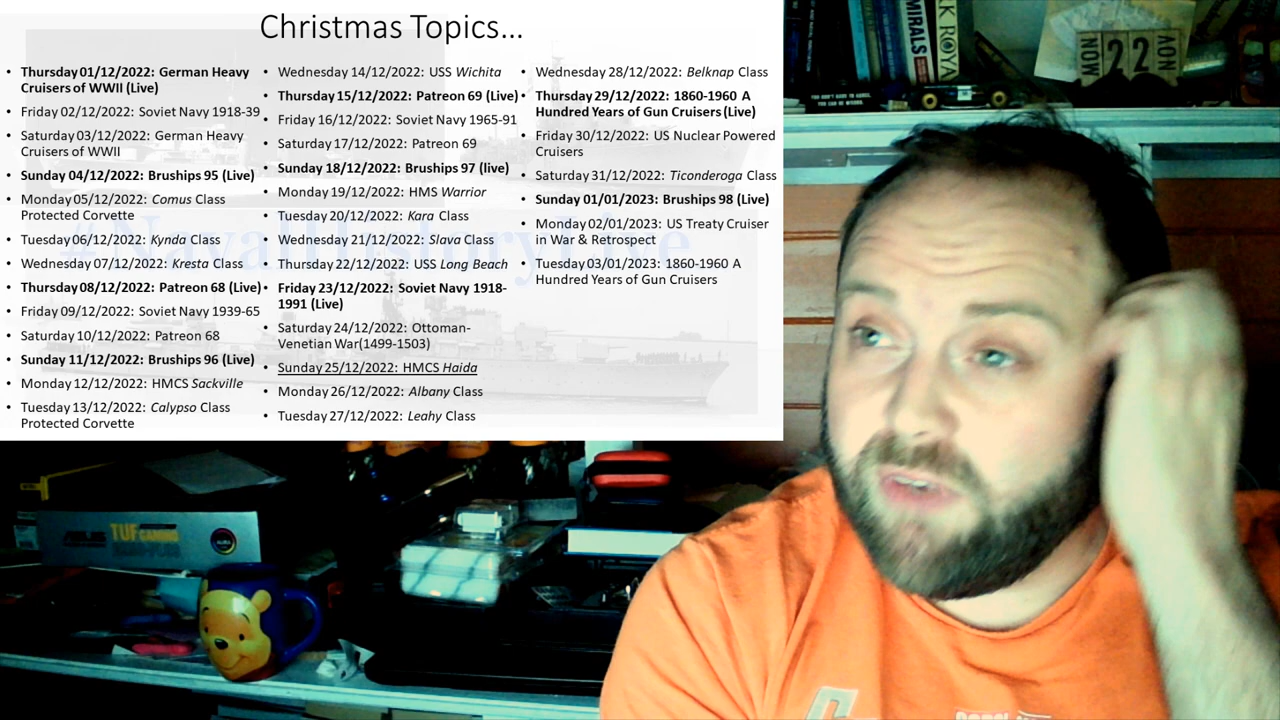 Christmas Topics...
• Thursday 01/12/2022: German Heavy
Cruisers of WWII (Live)
• Friday 02/12/2022: Soviet Navy 1918-39
• Saturday 03/12/2022: German Heavy
Cruisers of WWII
• Sunday 04/12/2022: Bruships 95 (Live)
• Monday 05/12/2022: Comus Class
Protected Corvette
• Tuesday 06/12/2022: Kynda Class
• Wednesday 07/12/2022: Kresta Class
• Thursday 08/12/2022: Patreon 68 (Live)
• Friday 09/12/2022: Soviet Navy 1939-65
• Saturday 10/12/2022: Patreon 68
• Sunday 11/12/2022: Bruships 96 (Live)
• Monday 12/12/2022: HMCS Sackville
• Tuesday 13/12/2022: Calypso Class
Protected Corvette
• Wednesday 14/12/2022: USS Wichita
• Thursday 15/12/2022: Patreon 69 (Live)
• Friday 16/12/2022: Soviet Navy 1965-91
• Saturday 17/12/2022: Patreon 69
• Sunday 18/12/2022: Bruships 97 (live)
• Monday 19/12/2022: HMS Warrior
• Tuesday 20/12/2022: Kara Class
• Wednesday 21/12/2022: Slava Class
• Thursday 22/12/2022: USS Long Beach
• Friday 23/12/2022: Soviet Navy 1918-
1991 (Live)
• Saturday 24/12/2022: Ottoman-
Venetian War(1499-1503)
• Sunday 25/12/2022: HMCS Haida
• Monday 26/12/2022: Albany Class
• Tuesday 27/12/2022: Leahy Class
• Wednesday 28/12/2022: Belknap Class
• Thursday 29/12/2022: 1860-1960 A
Hundred Years of Gun Cruisers (Live)
• Friday 30/12/2022: US Nuclear Powered
Cruisers
• Saturday 31/12/2022: Ticonderoga Class
• Sunday 01/01/2023: Bruships 98 (Live)
• Monday 02/01/2023: US Treaty Cruiser
in War & Retrospect
• Tuesday 03/01/2023: 1860-1960 A
Hundred Years of Gun Cruisers
#NavalHistoryLive
MIRALS
K ROYA
NOV 22 NOV
ASUS
TUF GAMING